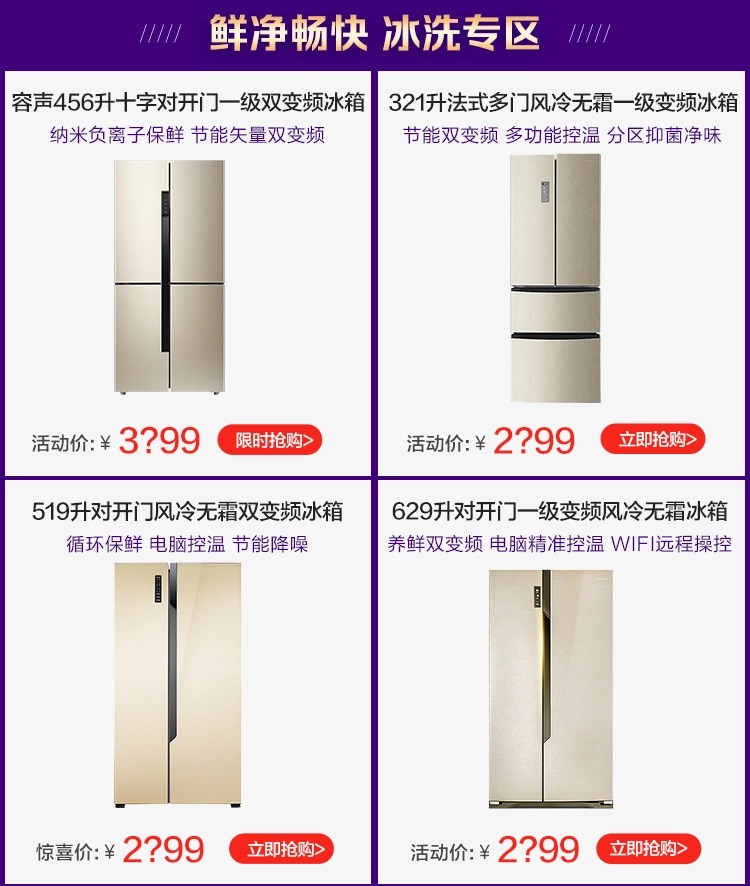 鲜净畅快 冰洗专区
容声456升十字对开门一级双变频冰箱
纳米负离子保鲜 节能矢量双变频
活动价:¥ 3?99 限时抢购>
321升法式多门风冷无霜一级变频冰箱
节能双变频 多功能控温 分区抑菌净味
活动价:¥ 2?99 立即抢购>
519升对开门风冷无霜双变频冰箱
循环保鲜 电脑控温 节能降噪
惊喜价:¥ 2?99 立即抢购>
629升对开门一级变频风冷无霜冰箱
养鲜双变频 电脑精准控温 WIFI远程操控
活动价:¥ 2?99 立即抢购>